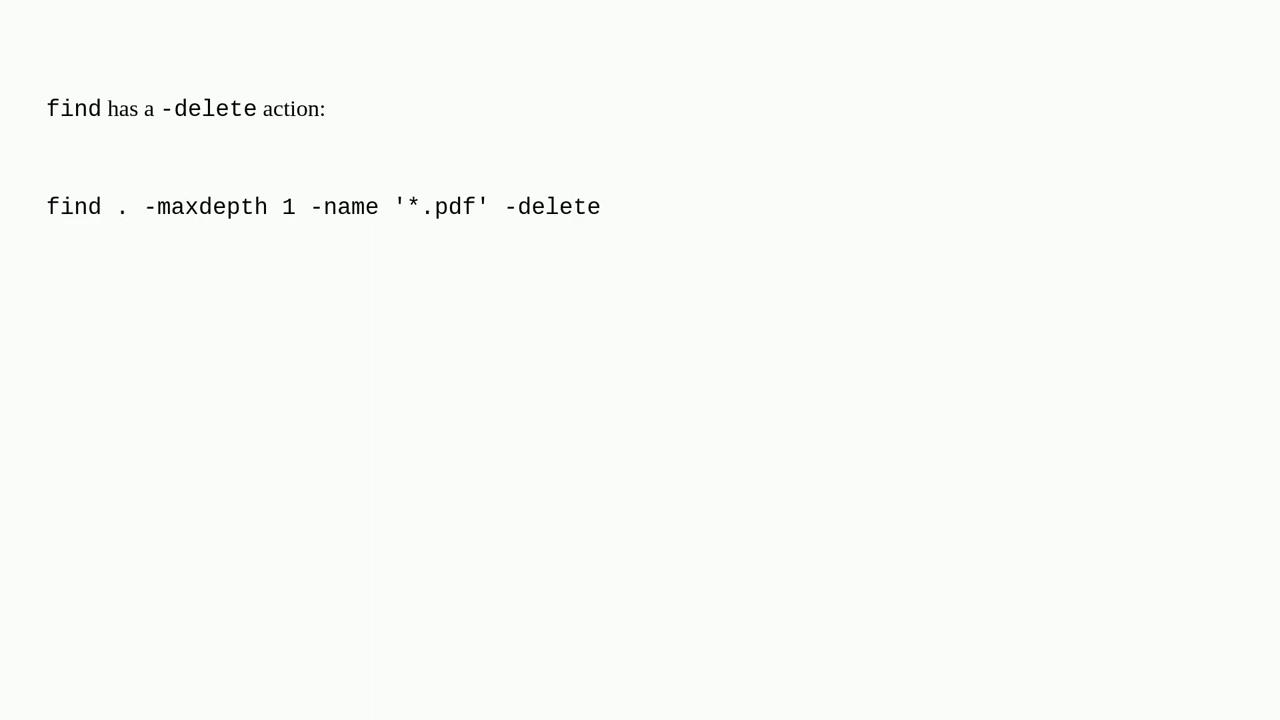 find has a -delete action:
find . -maxdepth 1 -name '*.pdf' -delete